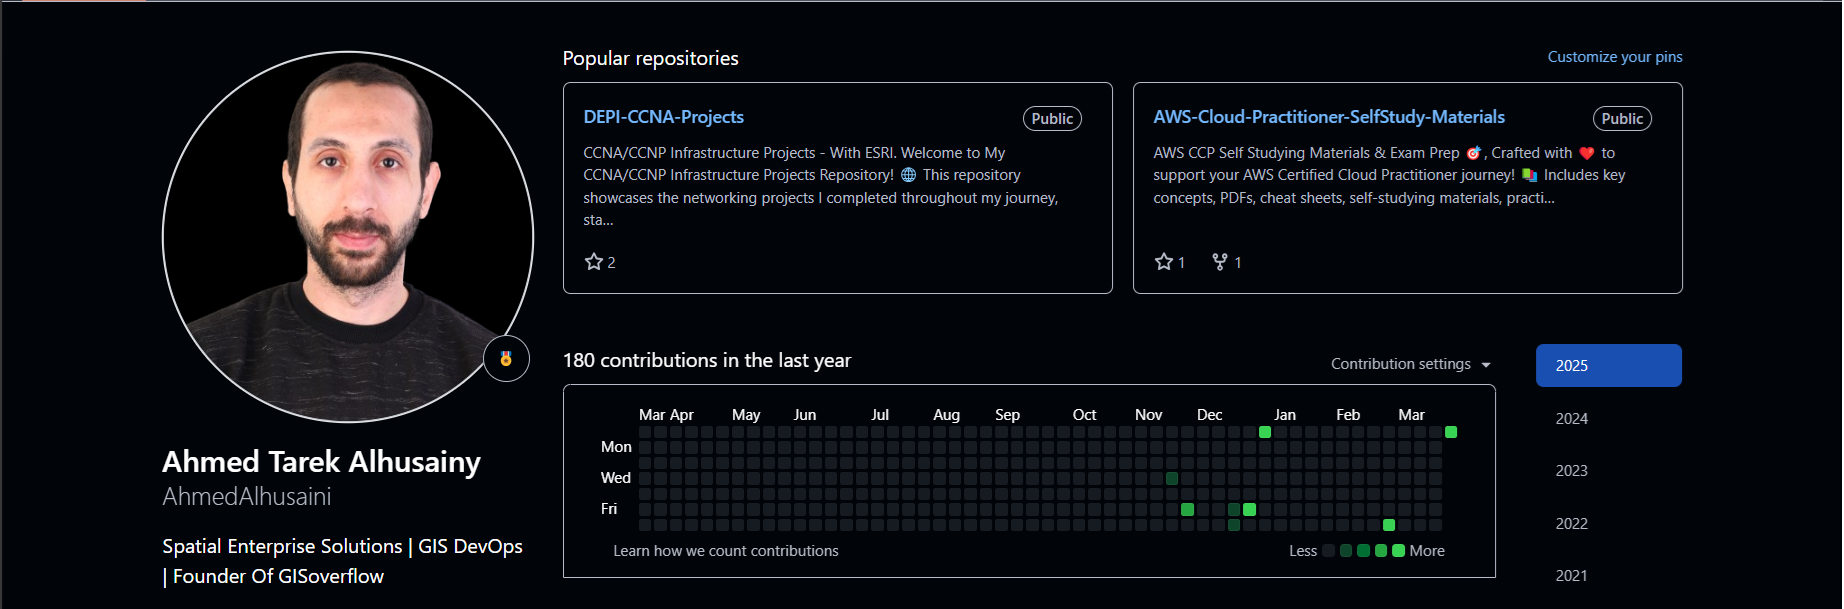 Popular repositories
Customize your pins
DEPI-CCNA-Projects
Public
CCNA/CCNP Infrastructure Projects - With ESRI. Welcome to My
CCNA/CCNP Infrastructure Projects Repository! 🌐 This repository
showcases the networking projects I completed throughout my journey,
sta...
2
AWS-Cloud-Practitioner-SelfStudy-Materials
Public
AWS CCP Self Studying Materials & Exam Prep 🎯, Crafted with ❤️ to
support your AWS Certified Cloud Practitioner journey! 📚 Includes key
concepts, PDFs, cheat sheets, self-studying materials, practi...
1 1
Ahmed Tarek Alhusainy
AhmedAlhusaini
Spatial Enterprise Solutions | GIS DevOps
| Founder Of GISoverflow
180 contributions in the last year
Contribution settings
Mar Apr May Jun Jul Aug Sep Oct Nov Dec Jan Feb Mar
Mon
Wed
Fri
Learn how we count contributions
Less More
2025
2024
2023
2022
2021